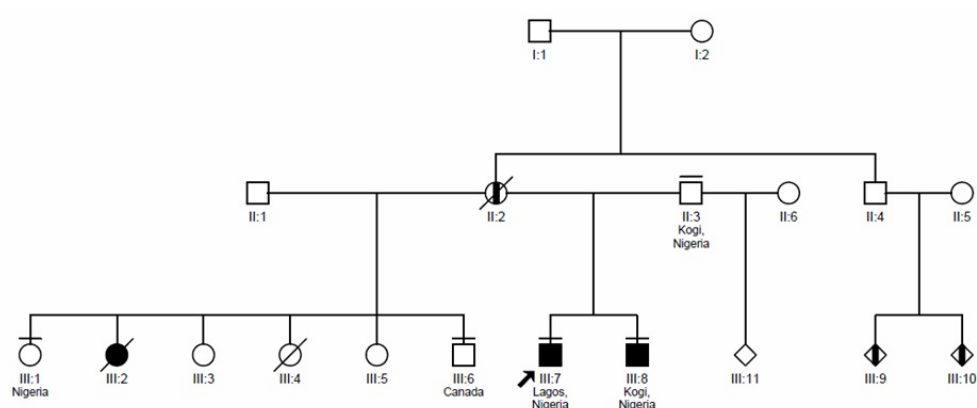 I:1
I:2
II:1
II:2
II:3
Kogi,
Nigeria
II:6
II:4
II:5
III:1
Nigeria
III:2
III:3
III:4
III:5
III:6
Canada
III:7
Lagos,
Nigeria
III:8
Kogi,
Nigeria
III:11
III:9
III:10